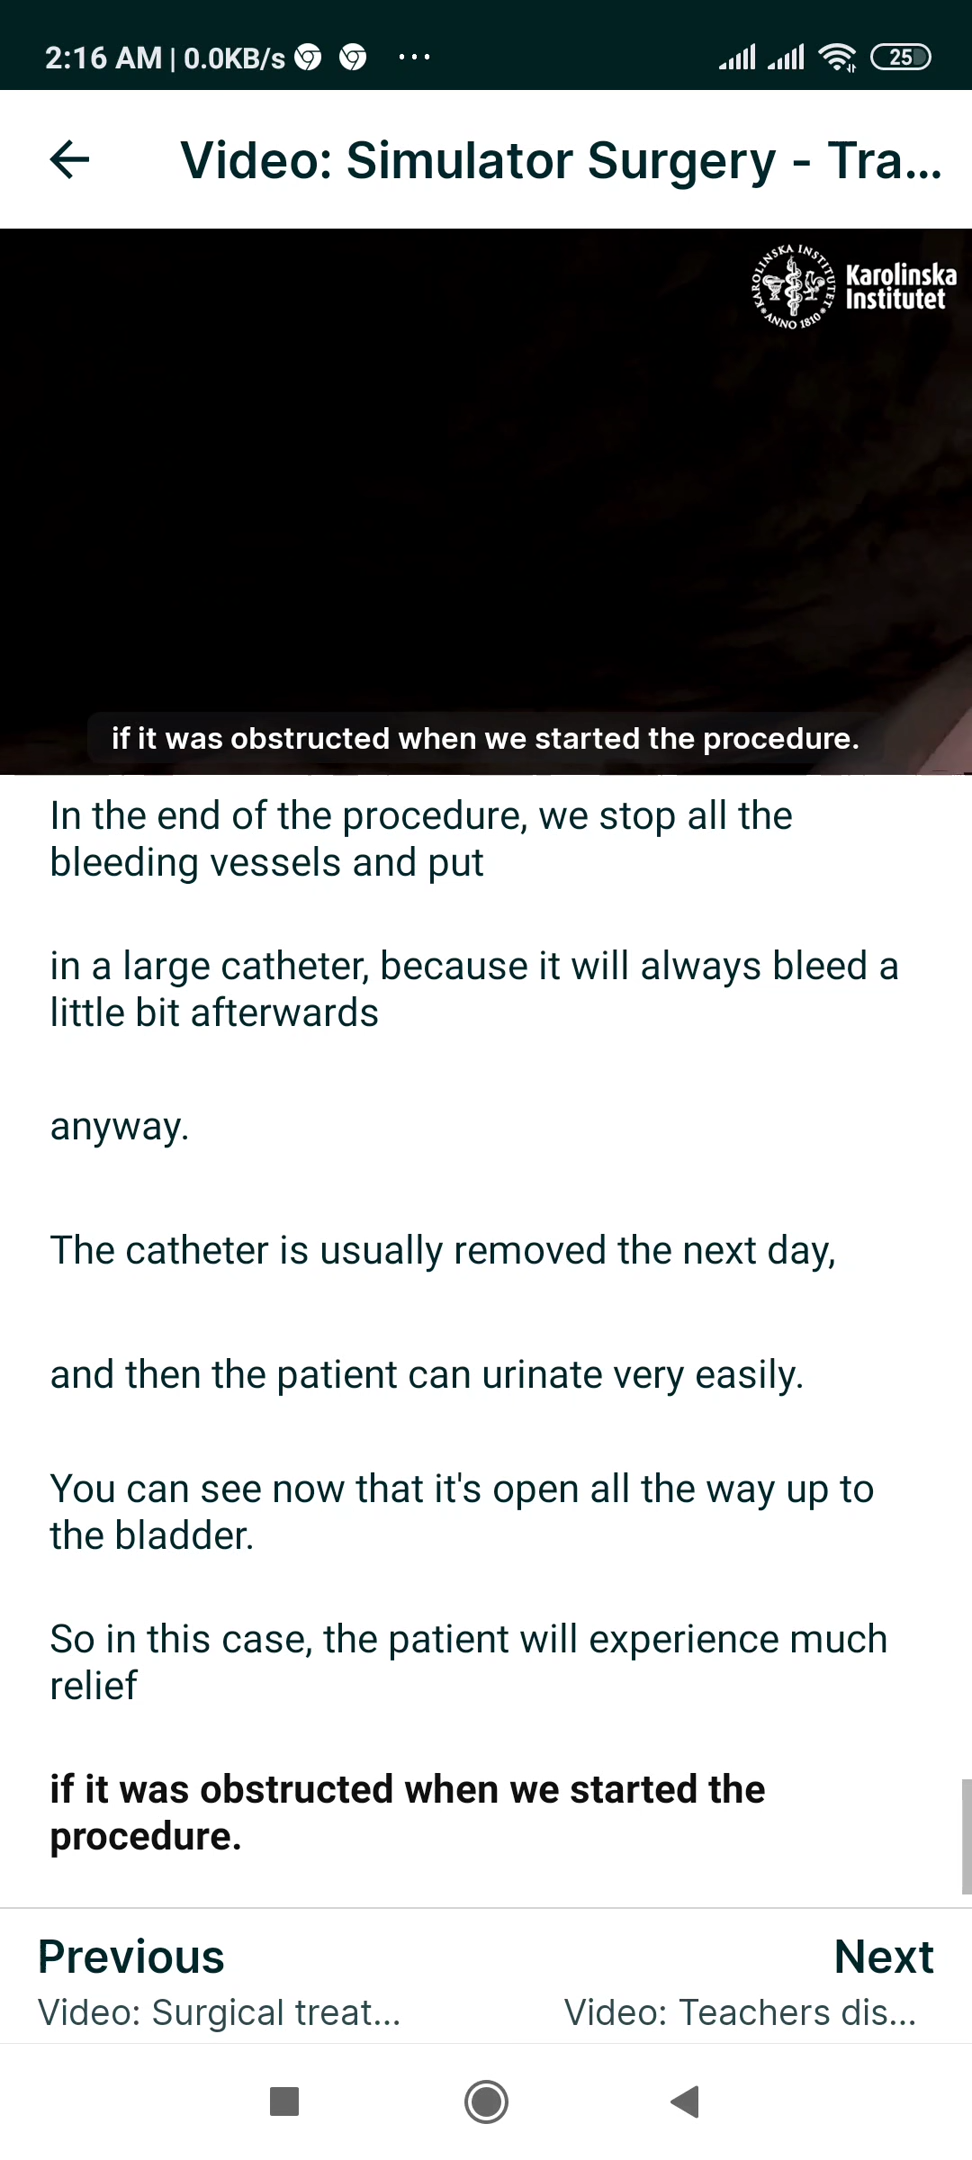 2:16 AM | 0.0KB/s ...
25
Video: Simulator Surgery - Tra...
KAROLINSKA INSTITUTET ANNO 1810
Karolinska
Institutet
if it was obstructed when we started the procedure.
In the end of the procedure, we stop all the
bleeding vessels and put
in a large catheter, because it will always bleed a
little bit afterwards
anyway.
The catheter is usually removed the next day,
and then the patient can urinate very easily.
You can see now that it's open all the way up to
the bladder.
So in this case, the patient will experience much
relief
if it was obstructed when we started the
procedure.
Previous
Next
Video: Surgical treat...
Video: Teachers dis...